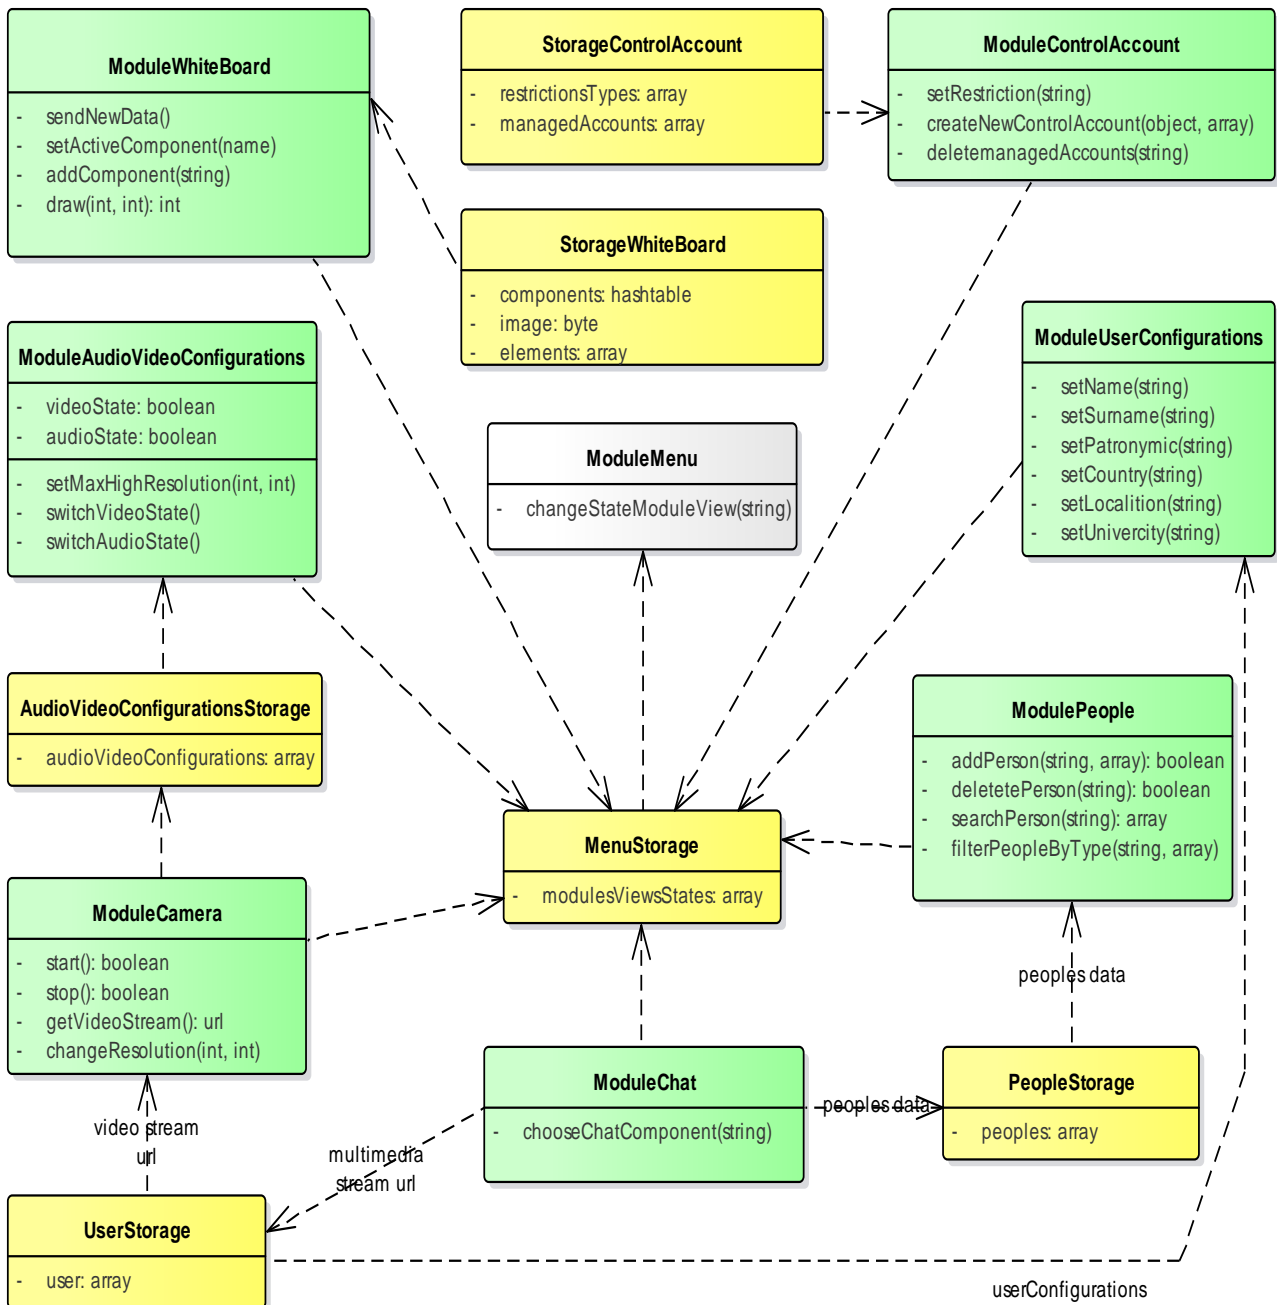 ModuleWhiteBoard
- sendNewData()
- setActiveComponent(name)
- addComponent(string)
- draw(int, int): int
StorageControlAccount
- restrictionsTypes: array
- managedAccounts: array
ModuleControlAccount
- setRestriction(string)
- createNewControlAccount(object, array)
- deletemanagedAccounts(string)
StorageWhiteBoard
- components: hashtable
- image: byte
- elements: array
ModuleAudioVideoConfigurations
- videoState: boolean
- audioState: boolean
- setMaxHighResolution(int, int)
- switchVideoState()
- switchAudioState()
ModuleMenu
- changeStateModuleView(string)
ModuleUserConfigurations
- setName(string)
- setSurname(string)
- setPatronymic(string)
- setCountry(string)
- setLocalition(string)
- setUnivercity(string)
AudioVideoConfigurationsStorage
- audioVideoConfigurations: array
ModulePeople
- addPerson(string, array): boolean
- deletetePerson(string): boolean
- searchPerson(string): array
- filterPeopleByType(string, array)
MenuStorage
- modulesViewsStates: array
ModuleCamera
- start(): boolean
- stop(): boolean
- getVideoStream(): url
- changeResolution(int, int)
peoples data
ModuleChat
- chooseChatComponent(string)
peoples data
PeopleStorage
- peoples: array
video stream
url
multimedia
stream url
UserStorage
- user: array
userConfigurations